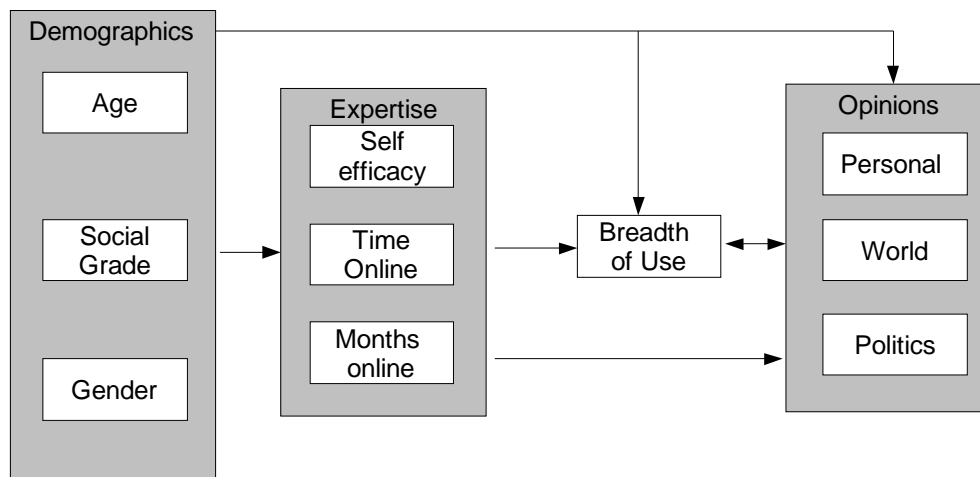 Demographics
Age
Social
Grade
Gender
Expertise
Self
efficacy
Time
Online
Months
online
Breadth
of Use
Opinions
Personal
World
Politics